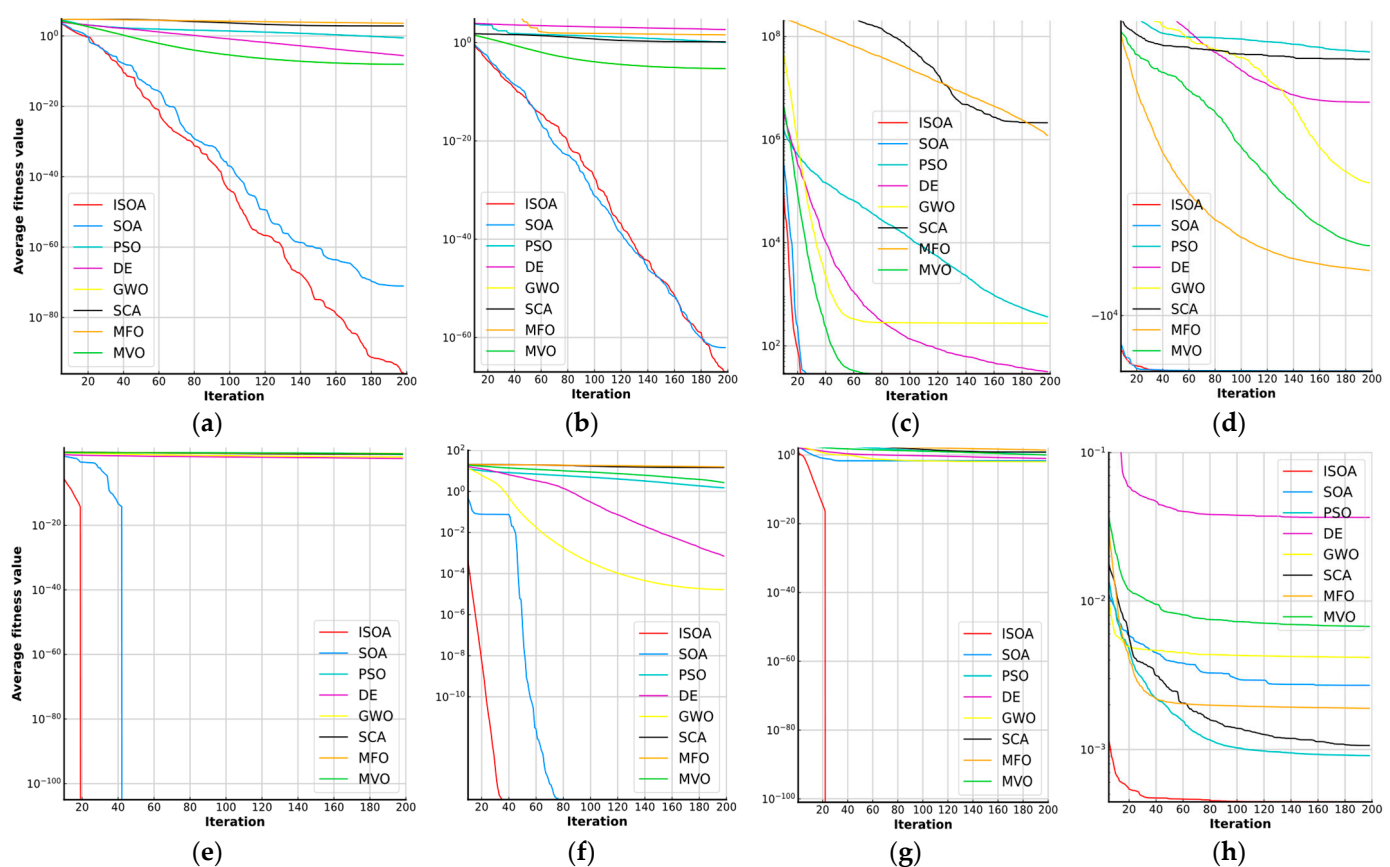 Average fitness value
10^0
10^-20
10^-40
10^-60
10^-80
ISOA
SOA
PSO
DE
GWO
SCA
MFO
MVO
20 40 60 80 100 120 140 160 180 200
Iteration
(a)
10^0
10^-20
10^-40
10^-60
ISOA
SOA
PSO
DE
GWO
SCA
MFO
MVO
20 40 60 80 100 120 140 160 180 200
Iteration
(b)
10^8
10^6
10^4
10^2
ISOA
SOA
PSO
DE
GWO
SCA
MFO
MVO
20 40 60 80 100 120 140 160 180 200
Iteration
(c)
−10^4
ISOA
SOA
PSO
DE
GWO
SCA
MFO
MVO
20 40 60 80 100 120 140 160 180 200
Iteration
(d)
Average fitness value
10^-20
10^-40
10^-60
10^-80
10^-100
ISOA
SOA
PSO
DE
GWO
SCA
MFO
MVO
20 40 60 80 100 120 140 160 180 200
Iteration
(e)
10^2
10^0
10^-2
10^-4
10^-6
10^-8
10^-10
ISOA
SOA
PSO
DE
GWO
SCA
MFO
MVO
20 40 60 80 100 120 140 160 180 200
Iteration
(f)
10^0
10^-20
10^-40
10^-60
10^-80
10^-100
ISOA
SOA
PSO
DE
GWO
SCA
MFO
MVO
20 40 60 80 100 120 140 160 180 200
Iteration
(g)
10^-1
10^-2
10^-3
ISOA
SOA
PSO
DE
GWO
SCA
MFO
MVO
20 40 60 80 100 120 140 160 180 200
Iteration
(h)